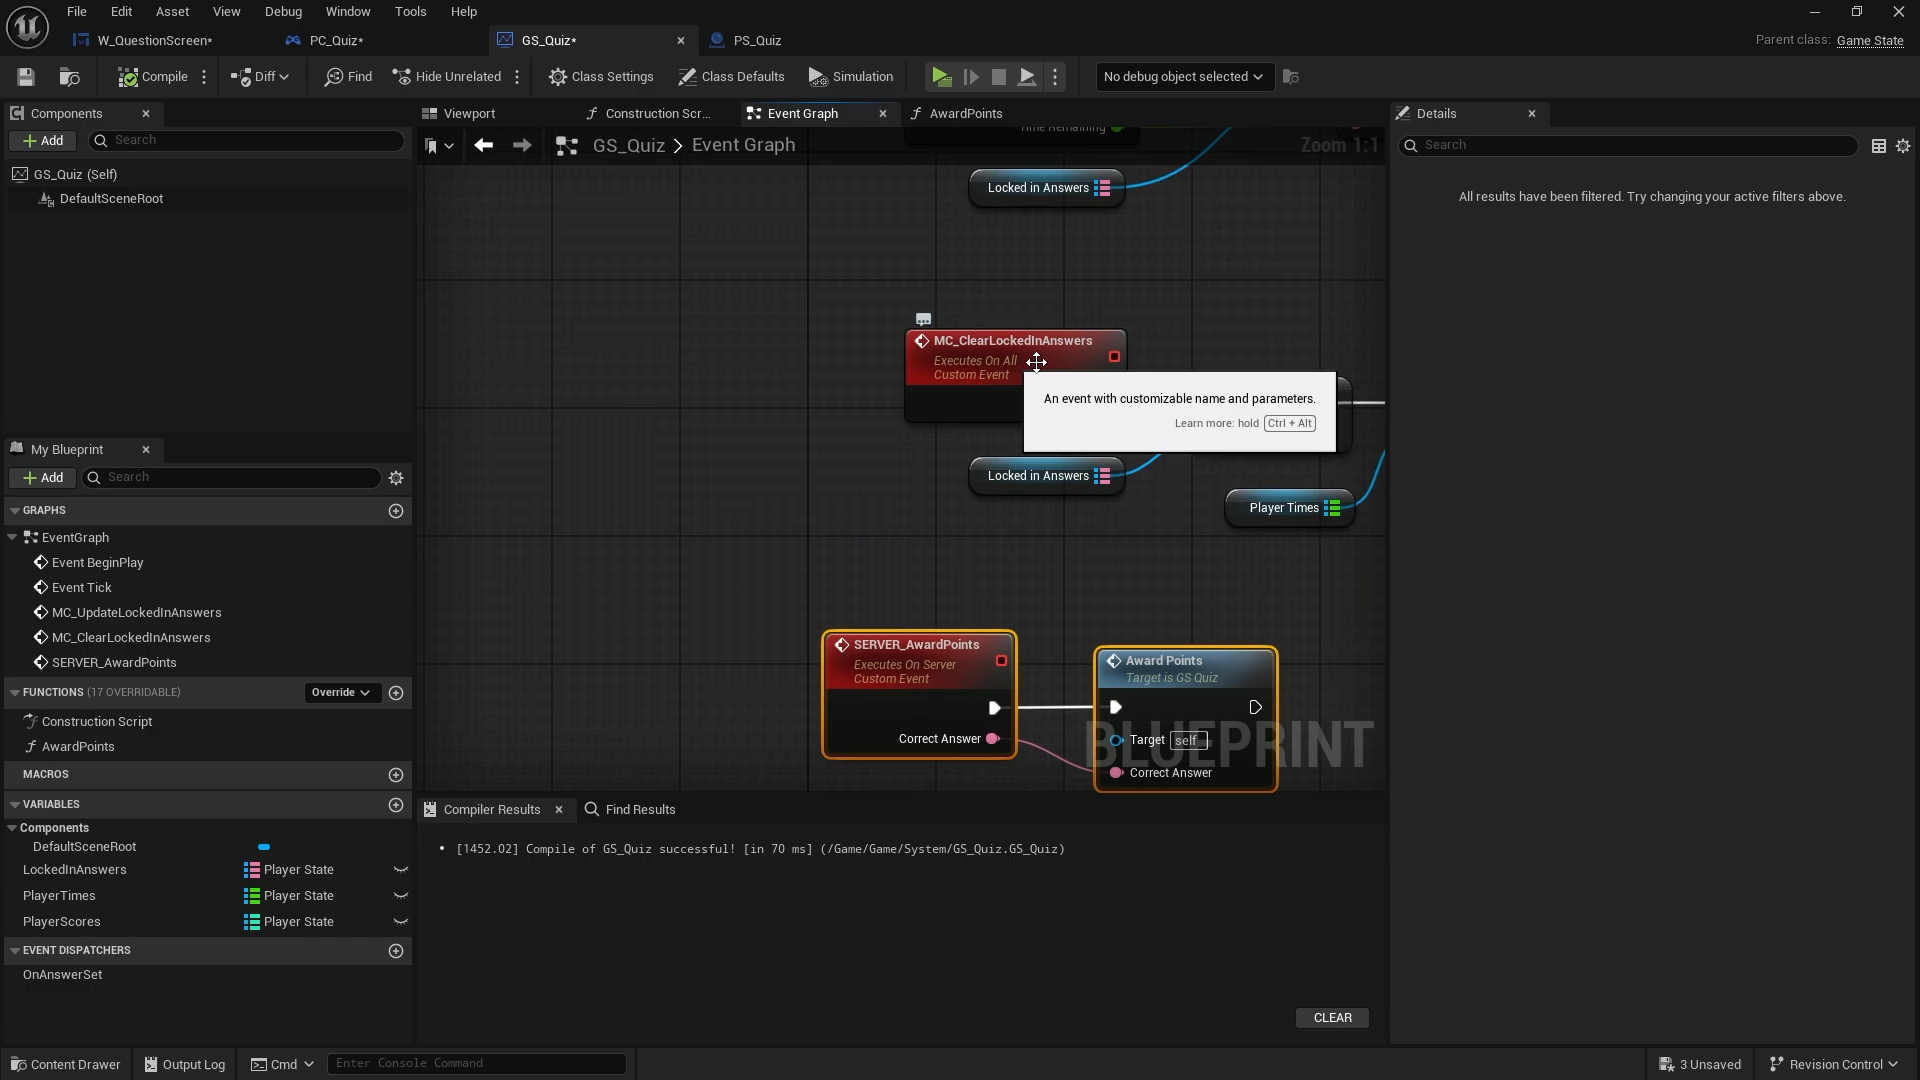 File Edit Asset View Debug Window Tools Help
W_QuestionScreen* PC_Quiz* GS_Quiz* PS_Quiz Parent class: Game State
Compile Diff Find Hide Unrelated Class Settings Class Defaults Simulation No debug object selected
Components
Add Search
GS_Quiz (Self)
DefaultSceneRoot
My Blueprint
Add Search
GRAPHS
EventGraph
Event BeginPlay
Event Tick
MC_UpdateLockedInAnswers
MC_ClearLockedInAnswers
SERVER_AwardPoints
FUNCTIONS (17 OVERRIDABLE) Override
Construction Script
AwardPoints
MACROS
VARIABLES
Components
DefaultSceneRoot
LockedInAnswers Player State
PlayerTimes Player State
PlayerScores Player State
EVENT DISPATCHERS
OnAnswerSet
Viewport Construction Scr... Event Graph AwardPoints
GS_Quiz > Event Graph Zoom 1:1
Time Remaining
Locked in Answers
MC_ClearLockedInAnswers
Executes On All
Custom Event
An event with customizable name and parameters.
Learn more: hold Ctrl + Alt
Locked in Answers
Player Times
SERVER_AwardPoints
Executes On Server
Custom Event
Correct Answer
Award Points
Target is GS Quiz
Target self
Correct Answer
BLUEPRINT
Compiler Results Find Results
• [1452.02] Compile of GS_Quiz successful! [in 70 ms] (/Game/Game/System/GS_Quiz.GS_Quiz)
CLEAR
Details
Search
All results have been filtered. Try changing your active filters above.
Content Drawer Output Log Cmd Enter Console Command 3 Unsaved Revision Control